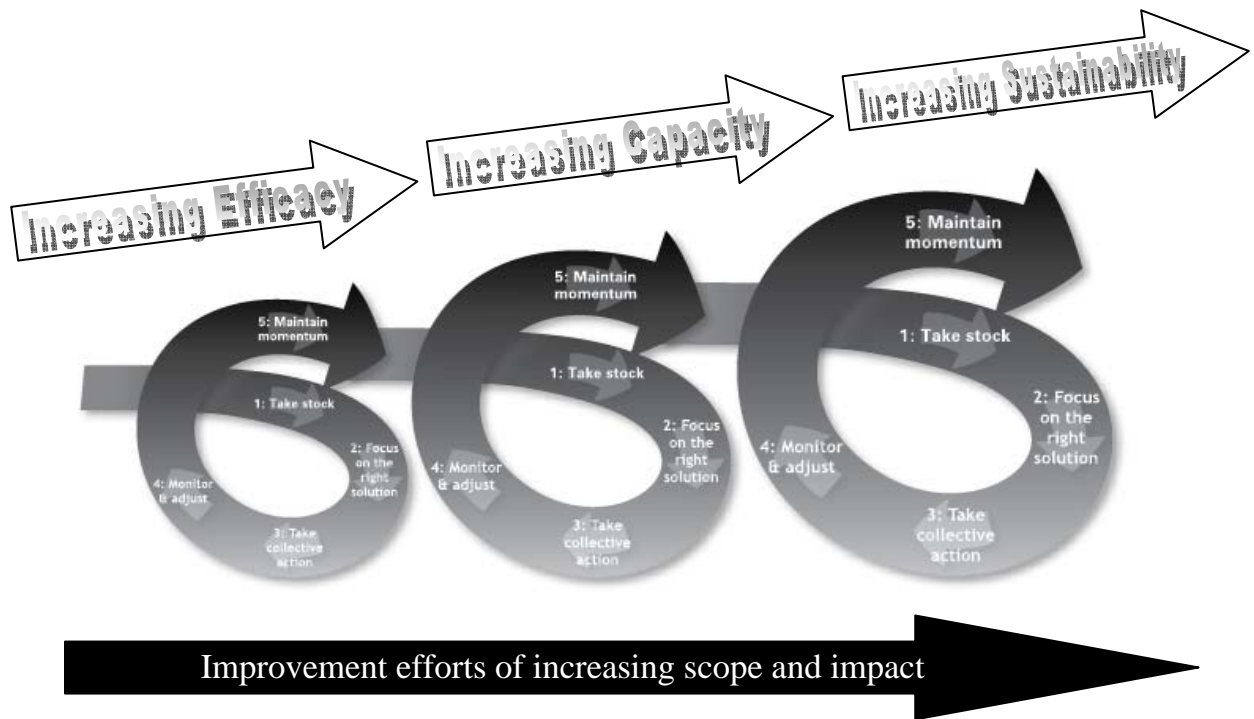 Increasing Efficacy
Increasing Capacity
Increasing Sustainability
5: Maintain
momentum
1: Take stock
2: Focus
on the
right
solution
3: Take
collective
action
4: Monitor
& adjust
5: Maintain
momentum
1: Take stock
2: Focus
on the
right
solution
3: Take
collective
action
4: Monitor
& adjust
5: Maintain
momentum
1: Take stock
2: Focus
on the
right
solution
3: Take
collective
action
4: Monitor
& adjust
Improvement efforts of increasing scope and impact